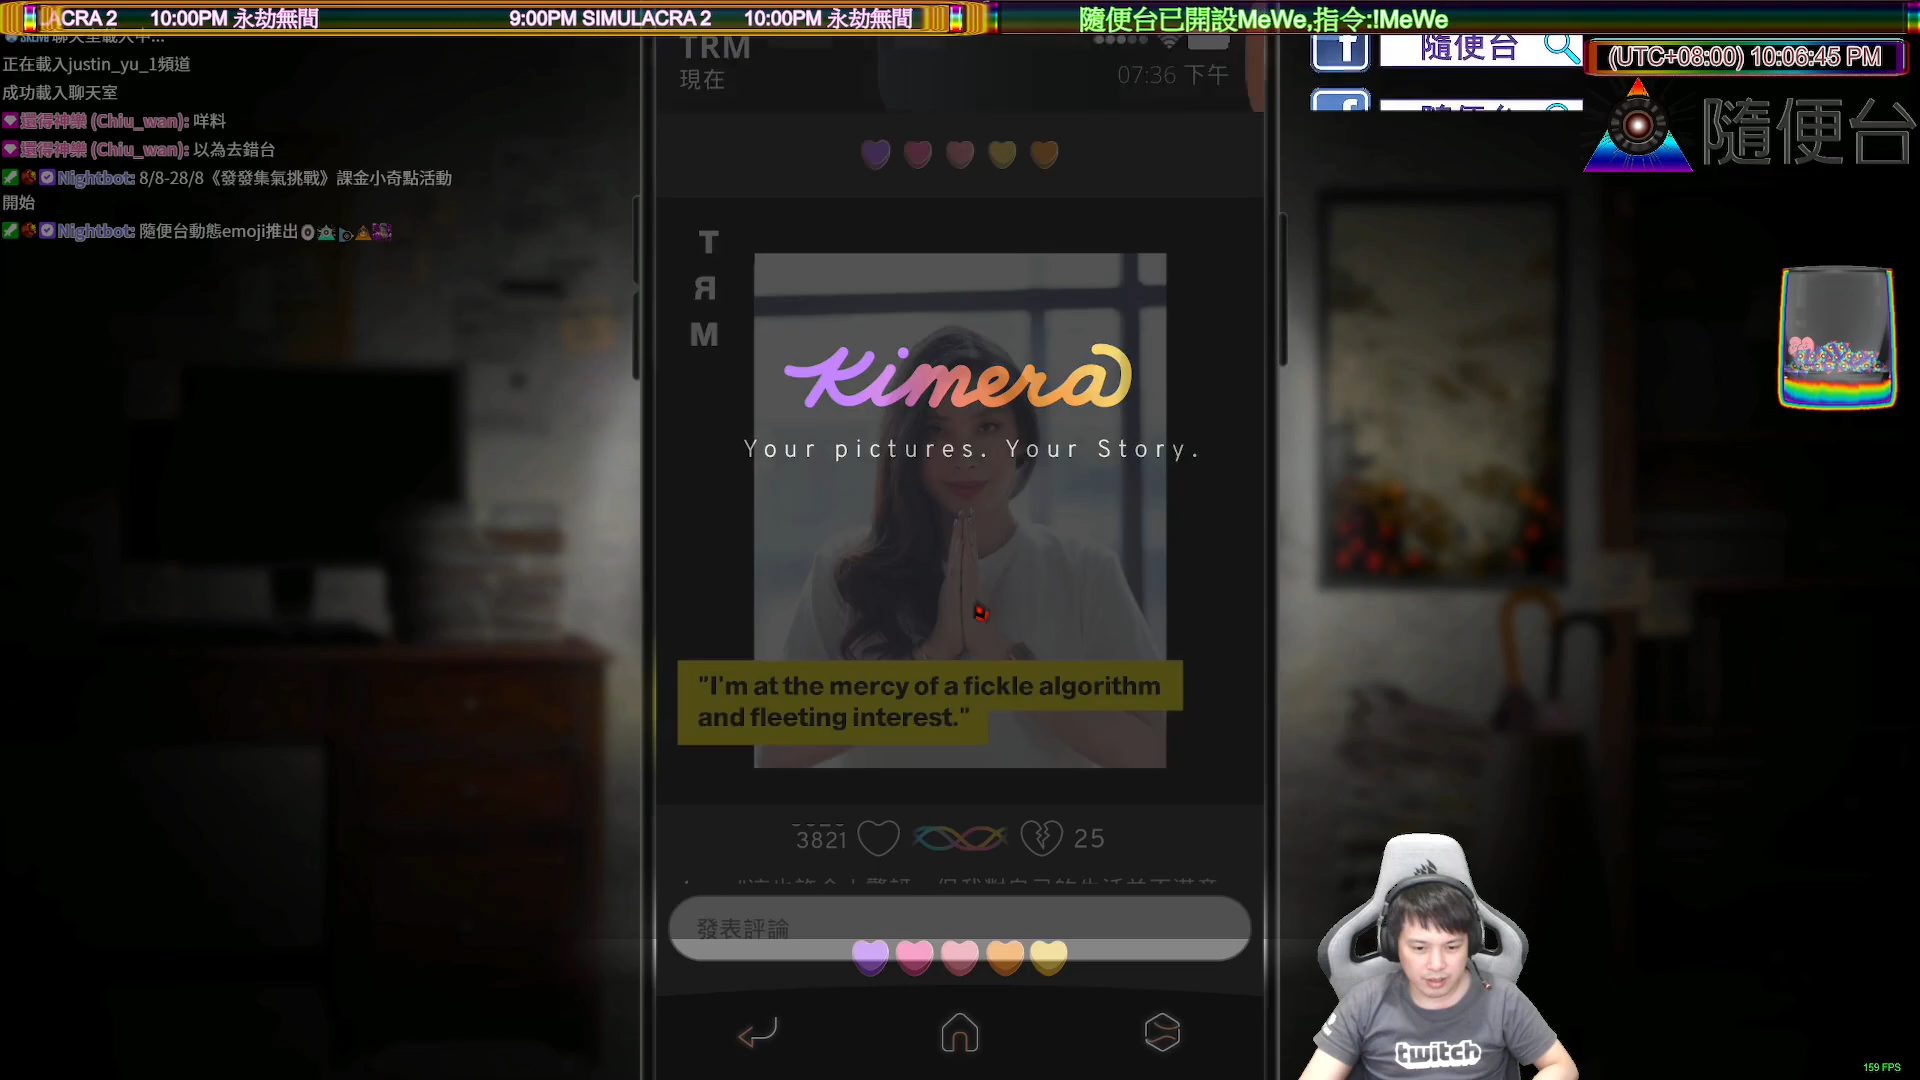 ACRA 2 10:00PM 永劫無間 9:00PM SIMULACRA 2 10:00PM 永劫無間
隨便台已開設MeWe,指令:!MeWe
隨便台
(UTC+08:00) 10:06:45 PM
隨便台
正在載入justin_yu_1頻道
成功載入聊天室
還得神樂 (Chiu_wan): 咩料
還得神樂 (Chiu_wan): 以為去錯台
Nightbot: 8/8-28/8《發發集氣挑戰》課金小奇點活動
開始
Nightbot: 隨便台動態emoji推出
TRM
現在
07:36 下午
T
R
M
Kimera
Your pictures. Your Story.
"I'm at the mercy of a fickle algorithm
and fleeting interest."
3821
25
發表評論
twitch
159 FPS